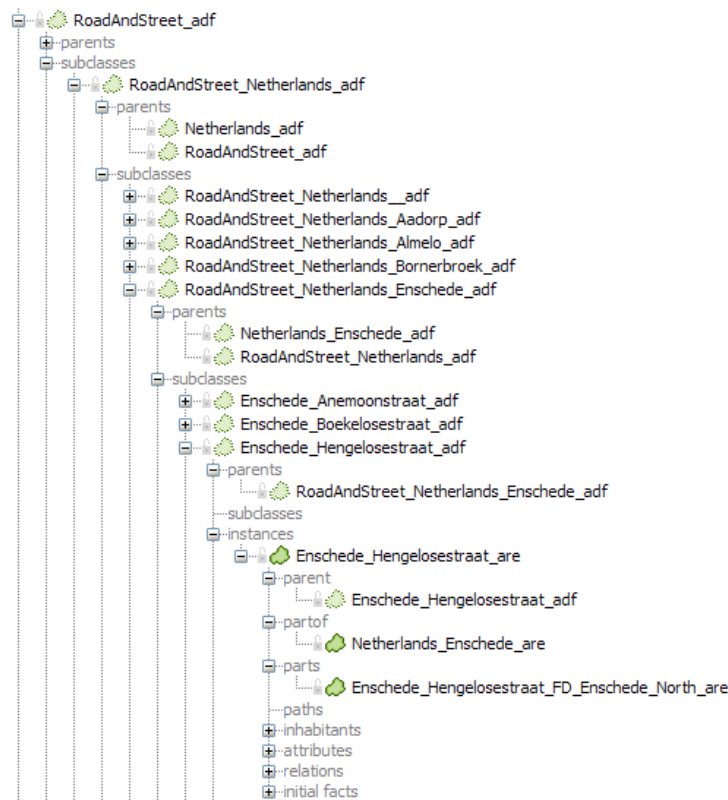 RoadAndStreet_adf
parents
subclasses
RoadAndStreet_Netherlands_adf
parents
Netherlands_adf
RoadAndStreet_adf
subclasses
RoadAndStreet_Netherlands__adf
RoadAndStreet_Netherlands_Aadorp_adf
RoadAndStreet_Netherlands_Almelo_adf
RoadAndStreet_Netherlands_Bornerbroek_adf
RoadAndStreet_Netherlands_Enschede_adf
parents
Netherlands_Enschede_adf
RoadAndStreet_Netherlands_adf
subclasses
Enschede_Anemoonstraat_adf
Enschede_Boekelosestraat_adf
Enschede_Hengelosestraat_adf
parents
RoadAndStreet_Netherlands_Enschede_adf
subclasses
instances
Enschede_Hengelosestraat_are
parent
Enschede_Hengelosestraat_adf
partof
Netherlands_Enschede_are
parts
Enschede_Hengelosestraat_FD_Enschede_North_are
paths
inhabitants
attributes
relations
initial facts